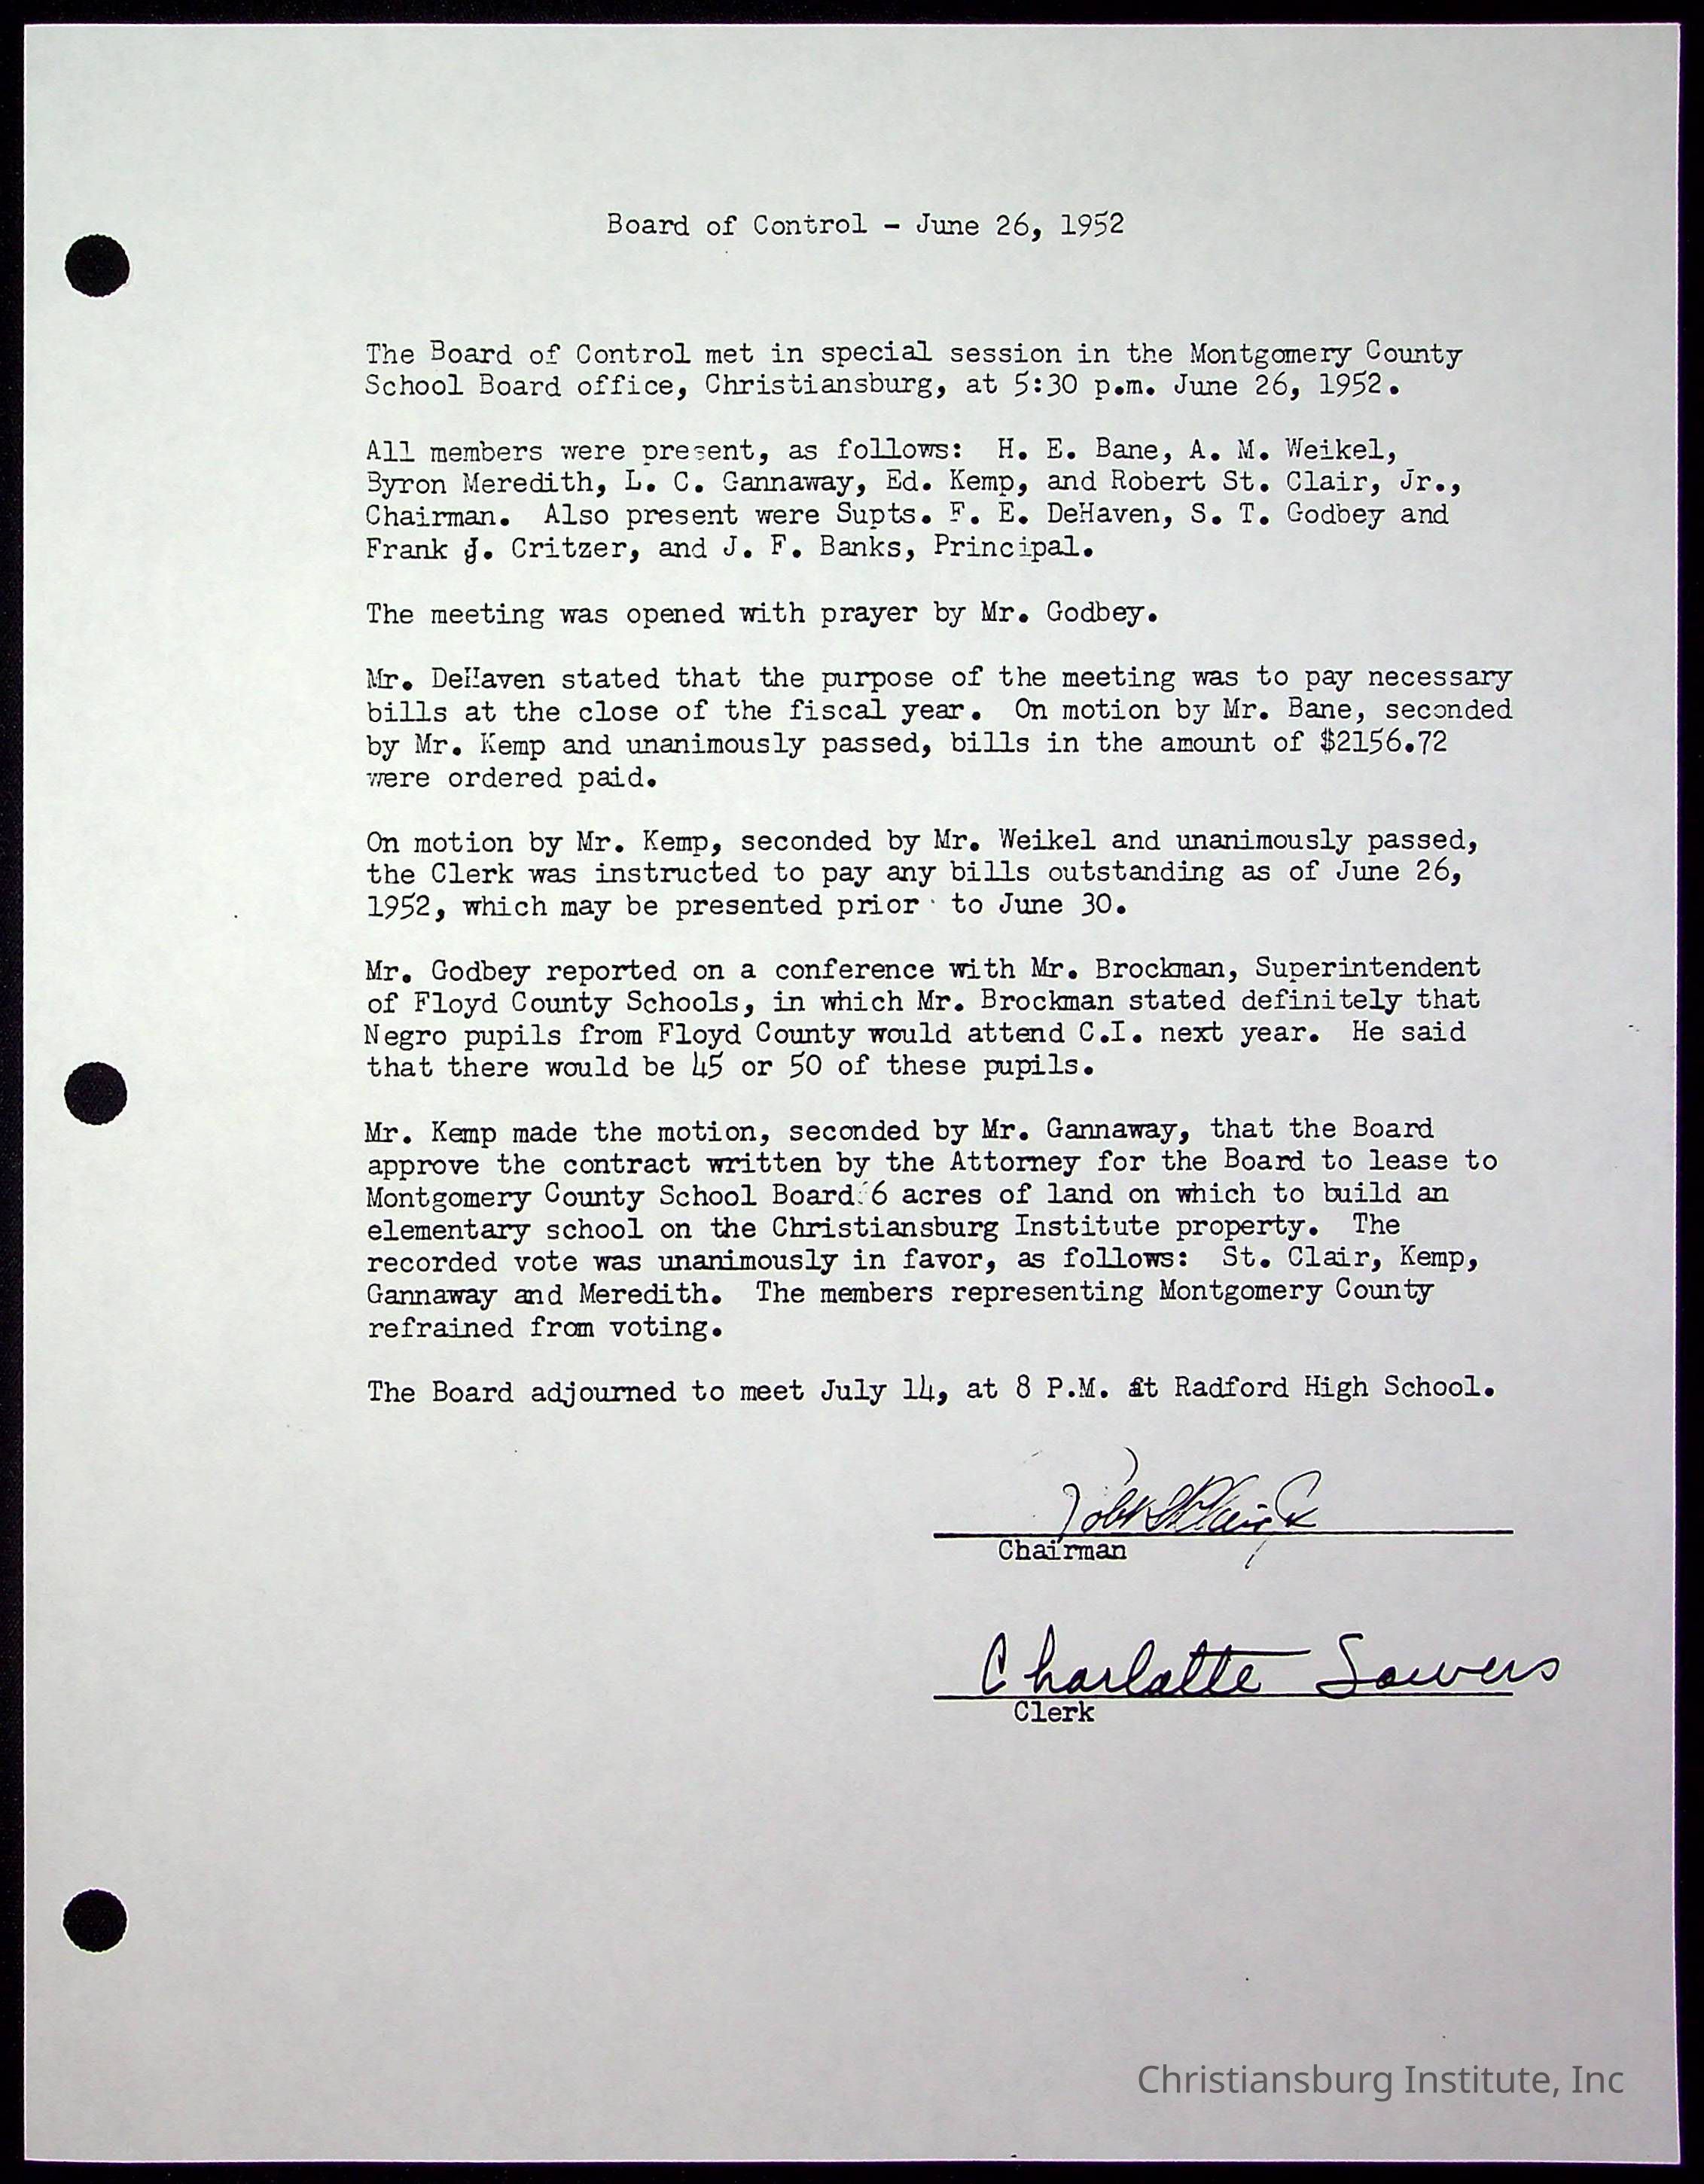 Board of Control - June 26, 1952
The Board of Control met in special session in the Montgomery County
School Board office, Christiansburg, at 5:30 p.m. June 26, 1952.
All members were present, as follows: H. E. Bane, A. M. Weikel,
Byron Meredith, L. C. Gannaway, Ed. Kemp, and Robert St. Clair, Jr.,
Chairman. Also present were Supts. F. E. DeHaven, S. T. Godbey and
Frank J. Critzer, and J. F. Banks, Principal.
The meeting was opened with prayer by Mr. Godbey.
Mr. DeHaven stated that the purpose of the meeting was to pay necessary
bills at the close of the fiscal year. On motion by Mr. Bane, seconded
by Mr. Kemp and unanimously passed, bills in the amount of $2156.72
were ordered paid.
On motion by Mr. Kemp, seconded by Mr. Weikel and unanimously passed,
the Clerk was instructed to pay any bills outstanding as of June 26,
1952, which may be presented prior to June 30.
Mr. Godbey reported on a conference with Mr. Brockman, Superintendent
of Floyd County Schools, in which Mr. Brockman stated definitely that
Negro pupils from Floyd County would attend C.I. next year. He said
that there would be 45 or 50 of these pupils.
Mr. Kemp made the motion, seconded by Mr. Gannaway, that the Board
approve the contract written by the Attorney for the Board to lease to
Montgomery County School Board 6 acres of land on which to build an
elementary school on the Christiansburg Institute property. The
recorded vote was unanimously in favor, as follows: St. Clair, Kemp,
Gannaway and Meredith. The members representing Montgomery County
refrained from voting.
The Board adjourned to meet July 14, at 8 P.M. at Radford High School.
Chairman
Charlotte Sowers
Clerk
Christiansburg Institute, Inc